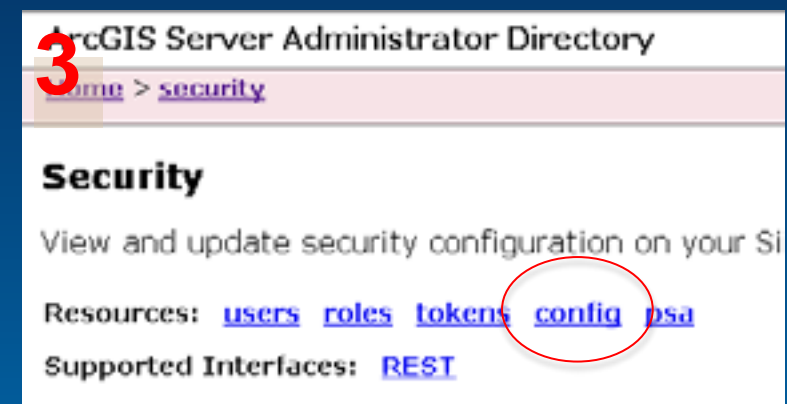 3
ArcGIS Server Administrator Directory
Home > security
Security
View and update security configuration on your Si
Resources: users roles tokens config psa
Supported Interfaces: REST